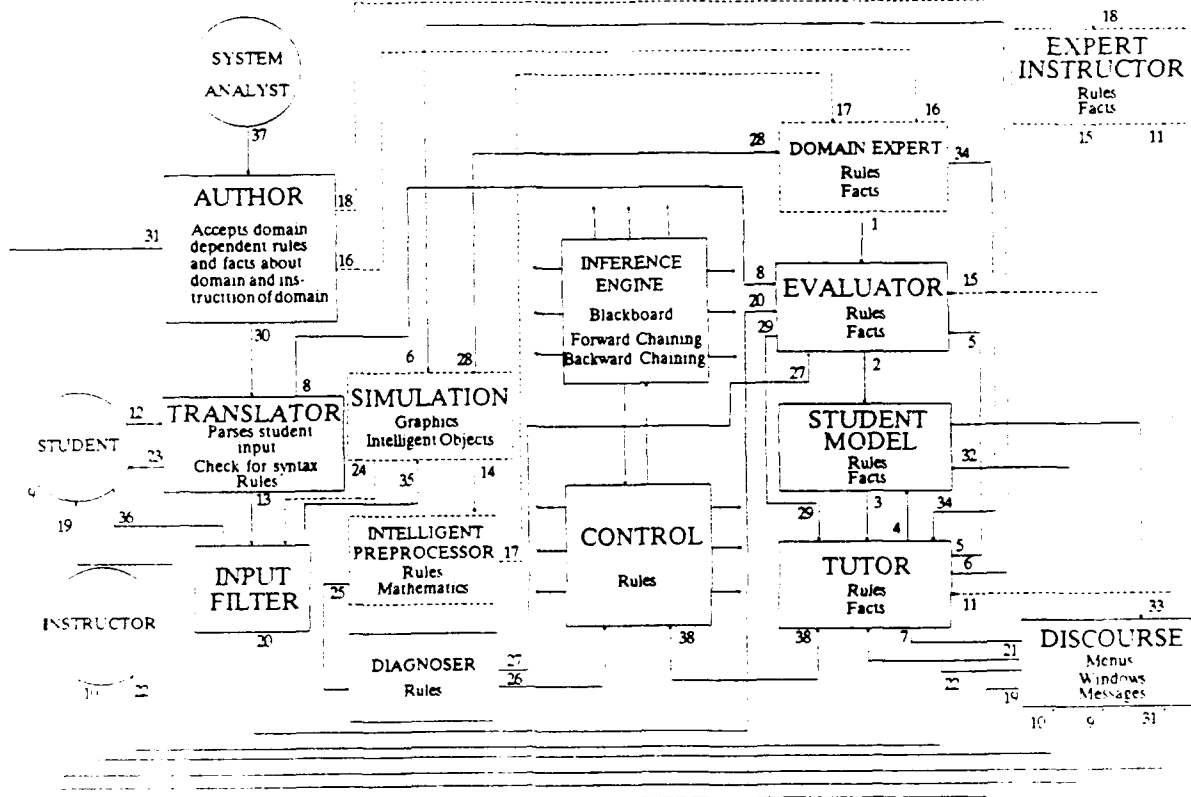 18
EXPERT
INSTRUCTOR
Rules
Facts
15
11
SYSTEM
ANALYST
37
17
16
28
DOMAIN EXPERT
34
Rules
Facts
1
AUTHOR
18
Accepts domain
dependent rules
and facts about
domain and ins-
truction of domain
31
16
30
INFERENCE
ENGINE
Blackboard
Forward Chaining
Backward Chaining
8
20
29
EVALUATOR
Rules
Facts
15
5
27
2
6
28
8
SIMULATION
Graphics
Intelligent Objects
24
35
14
12
TRANSLATOR
Parses student
input
Check for syntax
Rules
STUDENT
23
13
9
19
36
STUDENT
MODEL
Rules
Facts
32
3
34
29
4
INTELLIGENT
PREPROCESSOR
Rules
Mathematics
17
25
CONTROL
Rules
38
TUTOR
Rules
Facts
5
6
11
38
7
INPUT
FILTER
20
INSTRUCTOR
10
22
DIAGNOSER
Rules
27
26
33
DISCOURSE
Menus
Windows
Messages
21
22
19
10
9
31